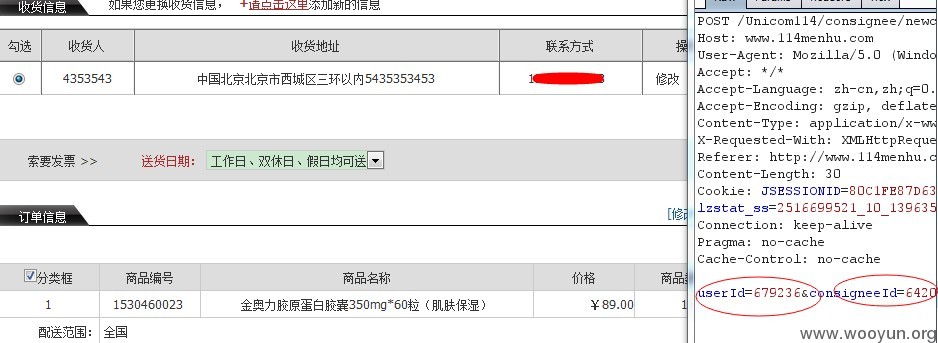 收货信息 如果您更换收货信息， +请点击这里添加新的信息
勾选 收货人 收货地址 联系方式
4353543 中国北京北京市西城区三环以内5435353453 修改
索要发票 >> 送货日期： 工作日、双休日、假日均可送
订单信息
分类框 商品编号 商品名称 价格
1 1530460023 金奥力胶原蛋白胶囊350mg*60粒（肌肤保湿） ￥89.00 1
配送范围： 全国
POST /Unicom114/consignee/newc
Host: www.114menhu.com
User-Agent: Mozilla/5.0 (Windo
Accept: */*
Accept-Language: zh-cn,zh;q=0.
Accept-Encoding: gzip, deflate
Content-Type: application/x-ww
X-Requested-With: XMLHttpReque
Referer: http://www.114menhu.c
Content-Length: 30
Cookie: JSESSIONID=80C1FE87D63
lzstat_ss=2516699521_10_139635
Connection: keep-alive
Pragma: no-cache
Cache-Control: no-cache
userId=679236&consigneeId=6420
www.wooyun.org